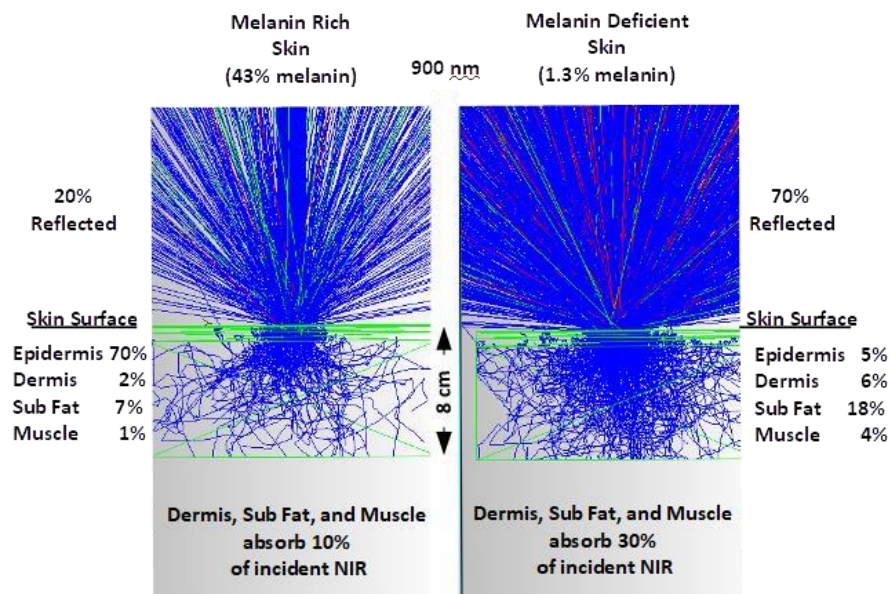 Melanin Rich
Skin
(43% melanin)
900 nm
Melanin Deficient
Skin
(1.3% melanin)
20%
Reflected
70%
Reflected
Skin Surface
Epidermis 70%
Dermis 2%
Sub Fat 7%
Muscle 1%
8 cm
Skin Surface
Epidermis 5%
Dermis 6%
Sub Fat 18%
Muscle 4%
Dermis, Sub Fat, and Muscle
absorb 10%
of incident NIR
Dermis, Sub Fat, and Muscle
absorb 30%
of incident NIR